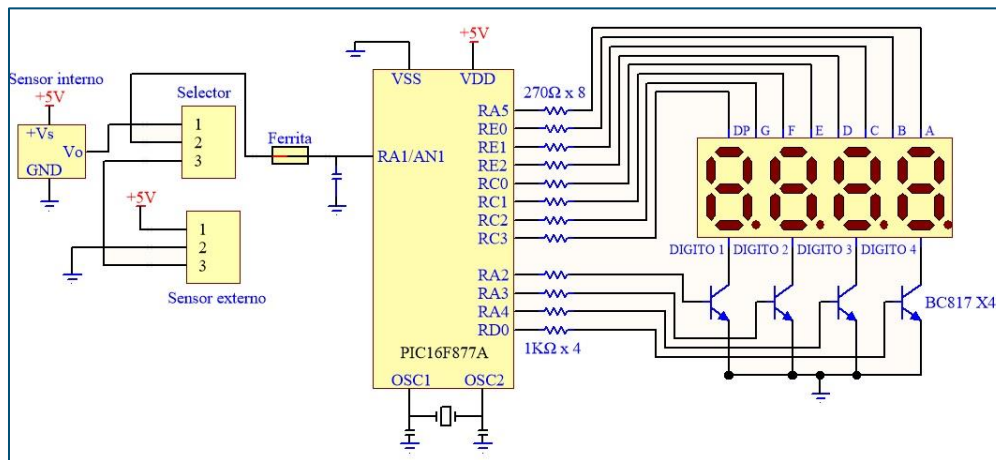 Sensor interno
+5V
+Vs
Vo
GND
Selector
1
2
3
+5V
1
2
3
Sensor externo
Ferrita
VSS
+5V
VDD
RA1/AN1
RA5
RE0
RE1
RE2
RC0
RC1
RC2
RC3
RA2
RA3
RA4
RD0
PIC16F877A
OSC1
OSC2
270Ω x 8
1KΩ x 4
DP G F E D C B A
DIGITO 1 DIGITO 2 DIGITO 3 DIGITO 4
BC817 X4